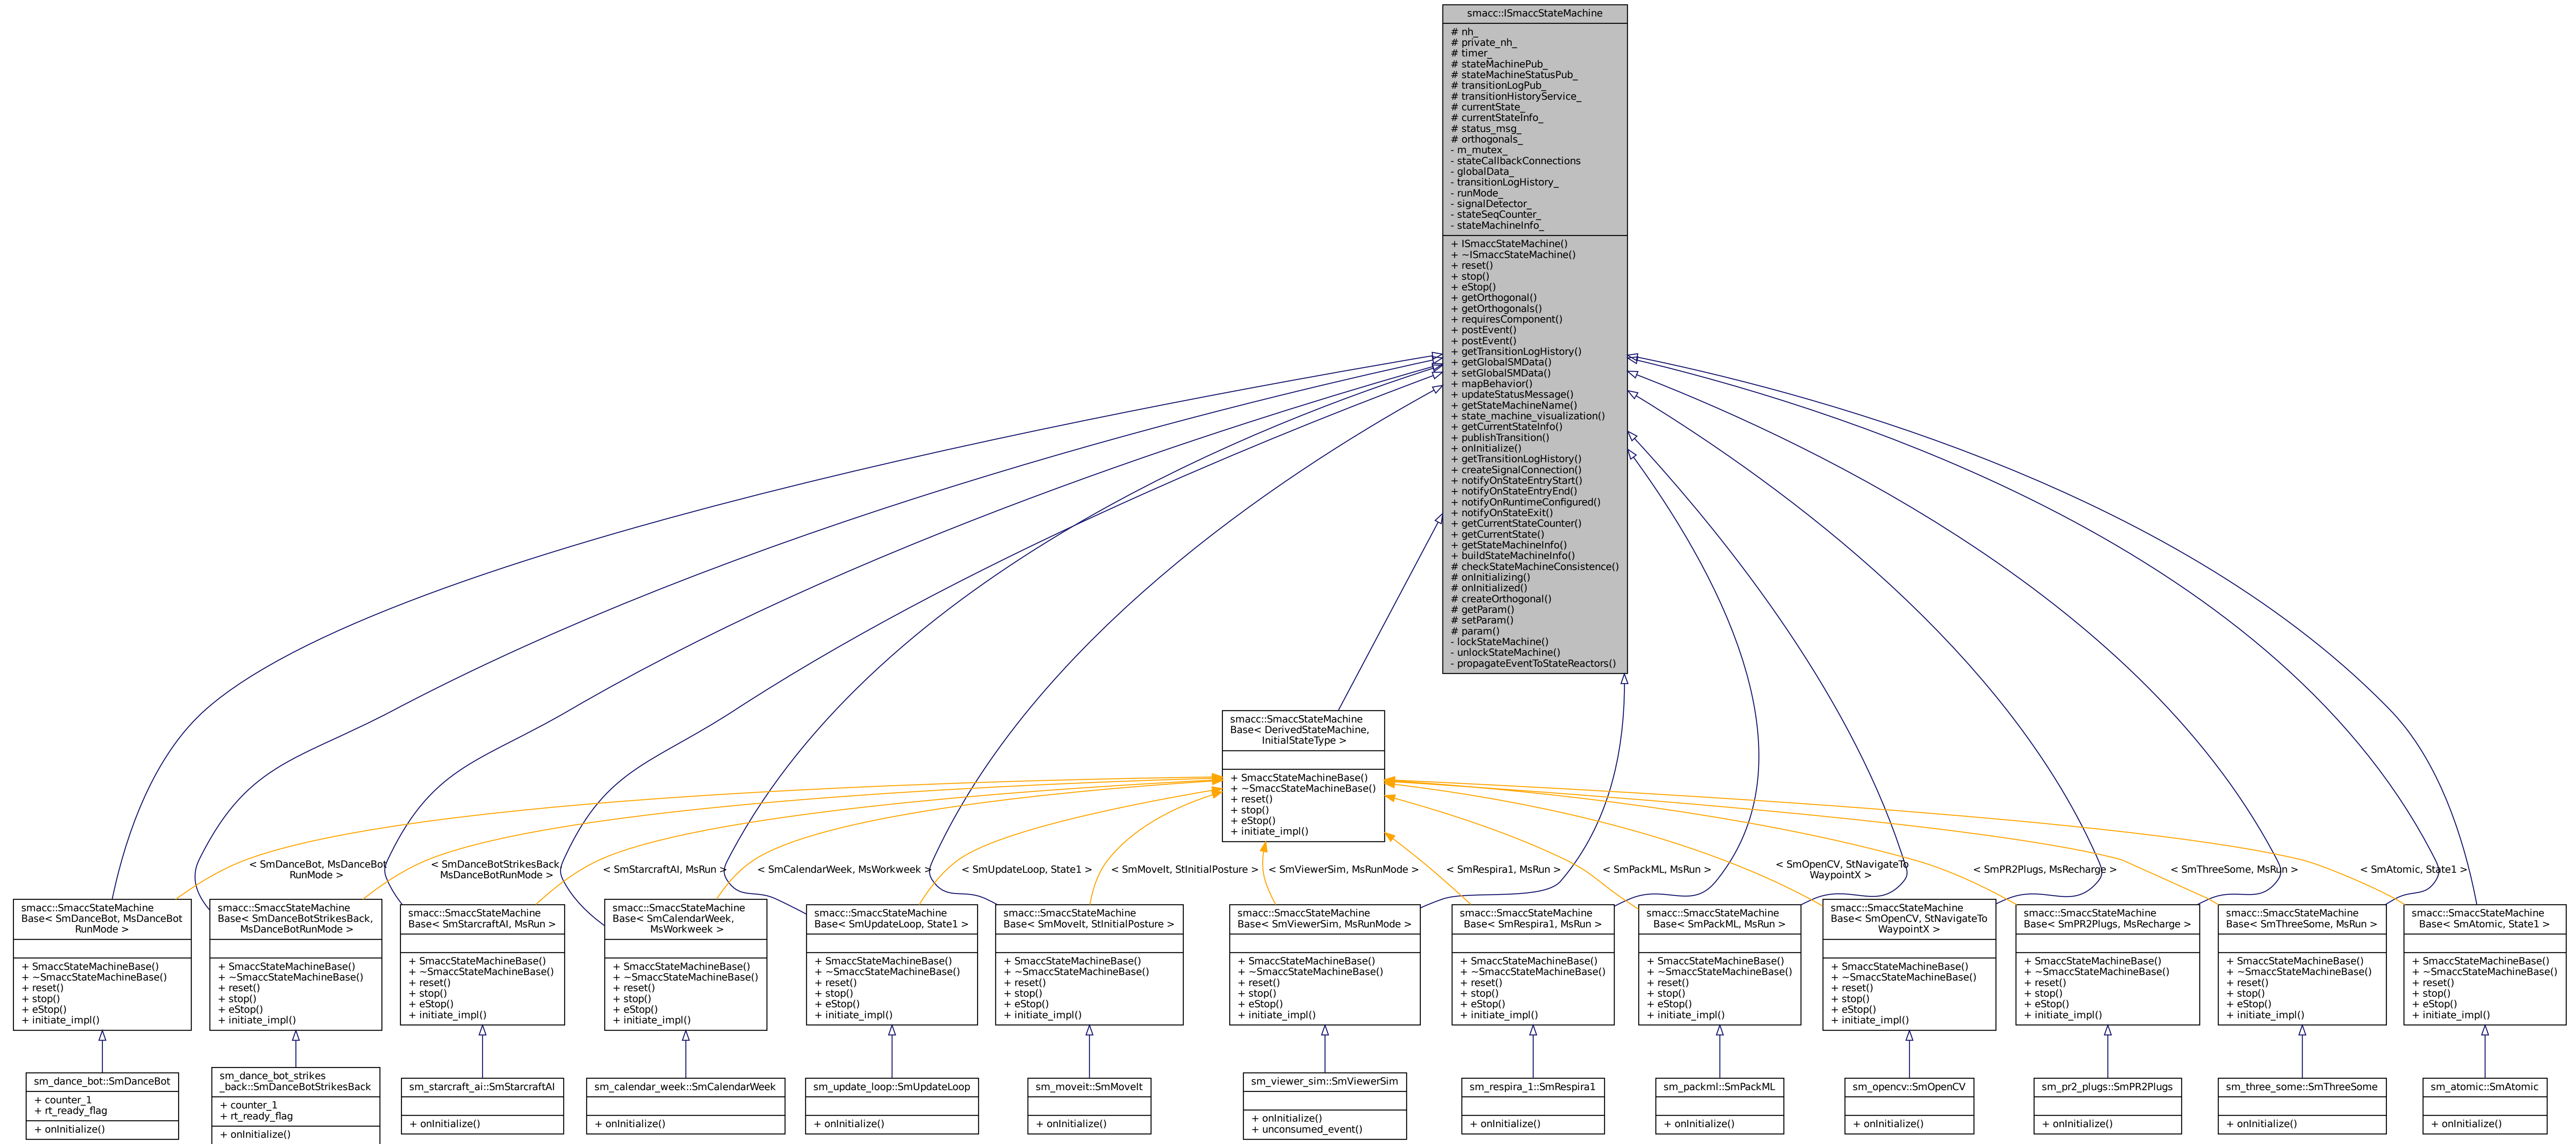 smacc::ISmaccStateMachine
# nh_
# private_nh_
# timer_
# stateMachinePub_
# stateMachineStatusPub_
# transitionLogPub_
# transitionHistoryService_
# currentState_
# currentStateInfo_
# status_msg_
# orthogonals_
- m_mutex_
- stateCallbackConnections
- globalData_
- transitionLogHistory_
- runMode_
- signalDetector_
- stateSeqCounter_
- stateMachineInfo_
+ ISmaccStateMachine()
+ ~ISmaccStateMachine()
+ reset()
+ stop()
+ eStop()
+ getOrthogonal()
+ getOrthogonals()
+ requiresComponent()
+ postEvent()
+ postEvent()
+ getTransitionLogHistory()
+ getGlobalSMData()
+ setGlobalSMData()
+ mapBehavior()
+ updateStatusMessage()
+ getStateMachineName()
+ state_machine_visualization()
+ getCurrentStateInfo()
+ publishTransition()
+ onInitialize()
+ getTransitionLogHistory()
+ createSignalConnection()
+ notifyOnStateEntryStart()
+ notifyOnStateEntryEnd()
+ notifyOnRuntimeConfigured()
+ notifyOnStateExit()
+ getCurrentStateCounter()
+ getCurrentState()
+ getStateMachineInfo()
+ buildStateMachineInfo()
# checkStateMachineConsistence()
# onInitializing()
# onInitialized()
# createOrthogonal()
# getParam()
# setParam()
# param()
- lockStateMachine()
- unlockStateMachine()
- propagateEventToStateReactors()
smacc::SmaccStateMachine
Base< DerivedStateMachine,
InitialStateType >
+ SmaccStateMachineBase()
+ ~SmaccStateMachineBase()
+ reset()
+ stop()
+ eStop()
+ initiate_impl()
< SmDanceBot, MsDanceBot
RunMode >
< SmDanceBotStrikesBack,
MsDanceBotRunMode >
< SmStarcraftAI, MsRun >
< SmCalendarWeek, MsWorkweek >
< SmUpdateLoop, State1 >
< SmMoveIt, StInitialPosture >
< SmViewerSim, MsRunMode >
< SmRespira1, MsRun >
< SmPackML, MsRun >
< SmOpenCV, StNavigateTo
WaypointX >
< SmPR2Plugs, MsRecharge >
< SmThreeSome, MsRun >
< SmAtomic, State1 >
smacc::SmaccStateMachine
Base< SmDanceBot, MsDanceBot
RunMode >
+ SmaccStateMachineBase()
+ ~SmaccStateMachineBase()
+ reset()
+ stop()
+ eStop()
+ initiate_impl()
smacc::SmaccStateMachine
Base< SmDanceBotStrikesBack,
MsDanceBotRunMode >
+ SmaccStateMachineBase()
+ ~SmaccStateMachineBase()
+ reset()
+ stop()
+ eStop()
+ initiate_impl()
smacc::SmaccStateMachine
Base< SmStarcraftAI, MsRun >
+ SmaccStateMachineBase()
+ ~SmaccStateMachineBase()
+ reset()
+ stop()
+ eStop()
+ initiate_impl()
smacc::SmaccStateMachine
Base< SmCalendarWeek,
MsWorkweek >
+ SmaccStateMachineBase()
+ ~SmaccStateMachineBase()
+ reset()
+ stop()
+ eStop()
+ initiate_impl()
smacc::SmaccStateMachine
Base< SmUpdateLoop, State1 >
+ SmaccStateMachineBase()
+ ~SmaccStateMachineBase()
+ reset()
+ stop()
+ eStop()
+ initiate_impl()
smacc::SmaccStateMachine
Base< SmMoveIt, StInitialPosture >
+ SmaccStateMachineBase()
+ ~SmaccStateMachineBase()
+ reset()
+ stop()
+ eStop()
+ initiate_impl()
smacc::SmaccStateMachine
Base< SmViewerSim, MsRunMode >
+ SmaccStateMachineBase()
+ ~SmaccStateMachineBase()
+ reset()
+ stop()
+ eStop()
+ initiate_impl()
smacc::SmaccStateMachine
Base< SmRespira1, MsRun >
+ SmaccStateMachineBase()
+ ~SmaccStateMachineBase()
+ reset()
+ stop()
+ eStop()
+ initiate_impl()
smacc::SmaccStateMachine
Base< SmPackML, MsRun >
+ SmaccStateMachineBase()
+ ~SmaccStateMachineBase()
+ reset()
+ stop()
+ eStop()
+ initiate_impl()
smacc::SmaccStateMachine
Base< SmOpenCV, StNavigateTo
WaypointX >
+ SmaccStateMachineBase()
+ ~SmaccStateMachineBase()
+ reset()
+ stop()
+ eStop()
+ initiate_impl()
smacc::SmaccStateMachine
Base< SmPR2Plugs, MsRecharge >
+ SmaccStateMachineBase()
+ ~SmaccStateMachineBase()
+ reset()
+ stop()
+ eStop()
+ initiate_impl()
smacc::SmaccStateMachine
Base< SmThreeSome, MsRun >
+ SmaccStateMachineBase()
+ ~SmaccStateMachineBase()
+ reset()
+ stop()
+ eStop()
+ initiate_impl()
smacc::SmaccStateMachine
Base< SmAtomic, State1 >
+ SmaccStateMachineBase()
+ ~SmaccStateMachineBase()
+ reset()
+ stop()
+ eStop()
+ initiate_impl()
sm_dance_bot::SmDanceBot
+ counter_1
+ rt_ready_flag
+ onInitialize()
sm_dance_bot_strikes
_back::SmDanceBotStrikesBack
+ counter_1
+ rt_ready_flag
+ onInitialize()
sm_starcraft_ai::SmStarcraftAI
+ onInitialize()
sm_calendar_week::SmCalendarWeek
+ onInitialize()
sm_update_loop::SmUpdateLoop
+ onInitialize()
sm_moveit::SmMoveIt
+ onInitialize()
sm_viewer_sim::SmViewerSim
+ onInitialize()
+ unconsumed_event()
sm_respira_1::SmRespira1
+ onInitialize()
sm_packml::SmPackML
+ onInitialize()
sm_opencv::SmOpenCV
+ onInitialize()
sm_pr2_plugs::SmPR2Plugs
+ onInitialize()
sm_three_some::SmThreeSome
+ onInitialize()
sm_atomic::SmAtomic
+ onInitialize()